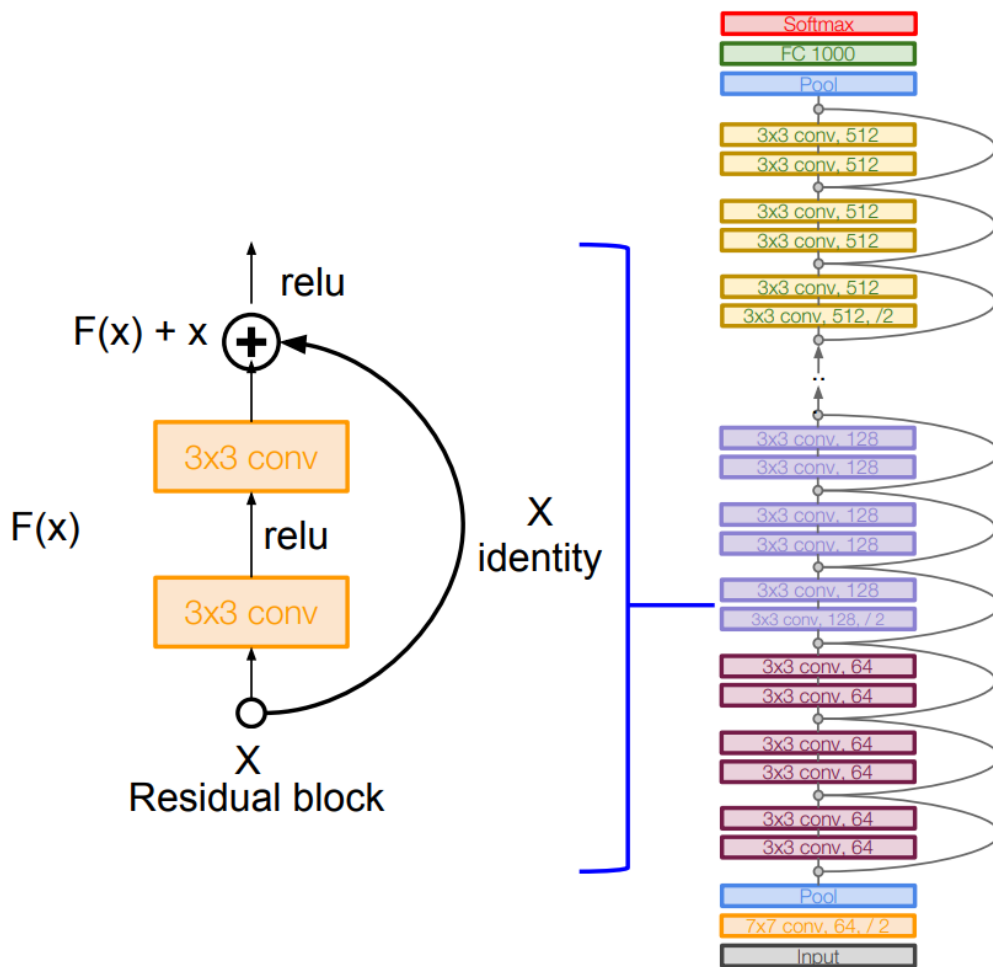 relu
F(x) + x
3x3 conv
F(x)
relu
X
identity
3x3 conv
X
Residual block
Softmax
FC 1000
Pool
3x3 conv, 512
3x3 conv, 512
3x3 conv, 512
3x3 conv, 512
3x3 conv, 512
3x3 conv, 512, /2
..
.
3x3 conv, 128
3x3 conv, 128
3x3 conv, 128
3x3 conv, 128
3x3 conv, 128
3x3 conv, 128, / 2
3x3 conv, 64
3x3 conv, 64
3x3 conv, 64
3x3 conv, 64
3x3 conv, 64
3x3 conv, 64
Pool
7x7 conv, 64, / 2
Input